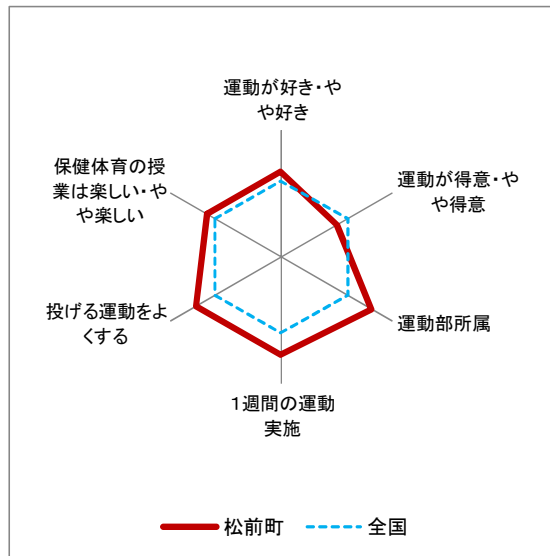 運動が好き・や
や好き
運動が得意・や
や得意
運動部所属
1週間の運動
実施
投げる運動をよ
くする
保健体育の授
業は楽しい・や
や楽しい
松前町
全国